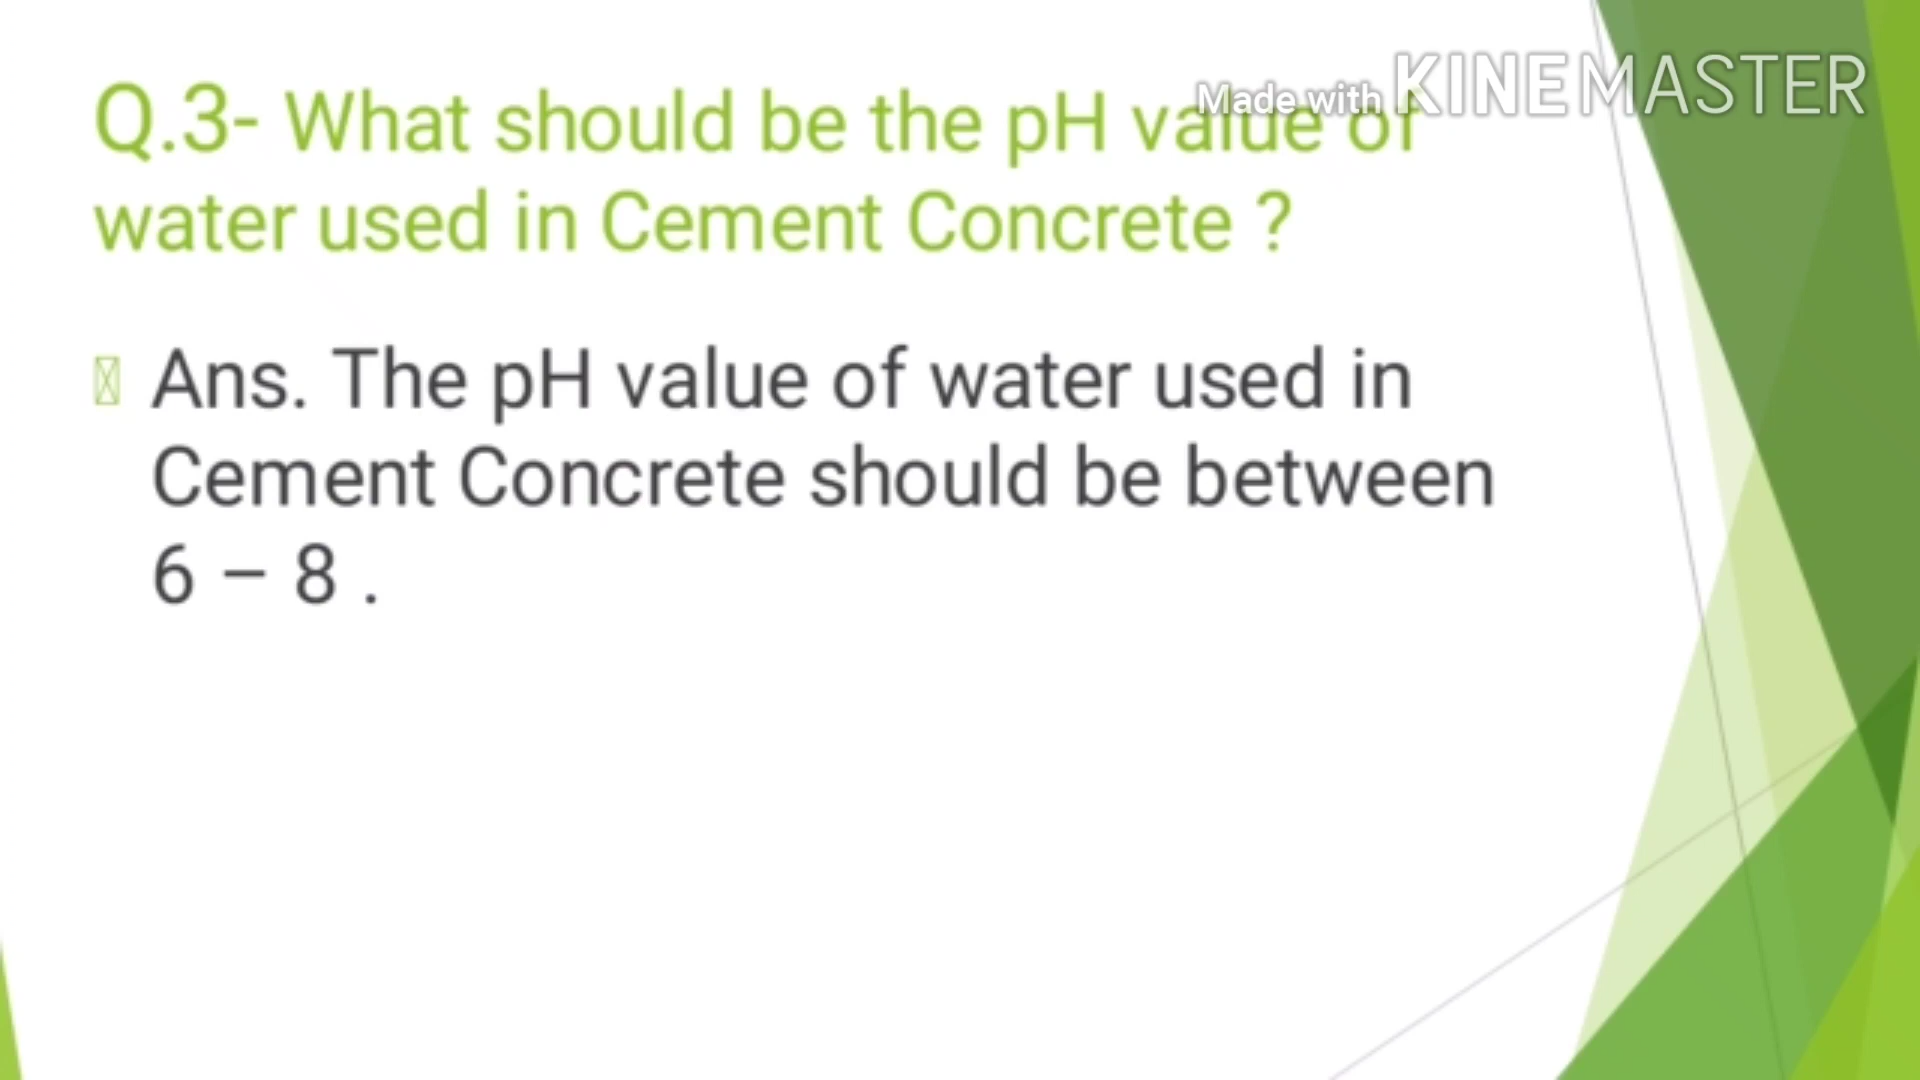 Made with KINEMASTER
Q.3- What should be the pH value of
water used in Cement Concrete ?
Ans. The pH value of water used in
Cement Concrete should be between
6 – 8 .